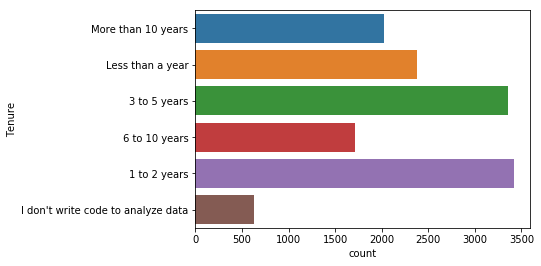 More than 10 years
Less than a year
3 to 5 years
6 to 10 years
1 to 2 years
I don't write code to analyze data
Tenure
0 500 1000 1500 2000 2500 3000 3500
count